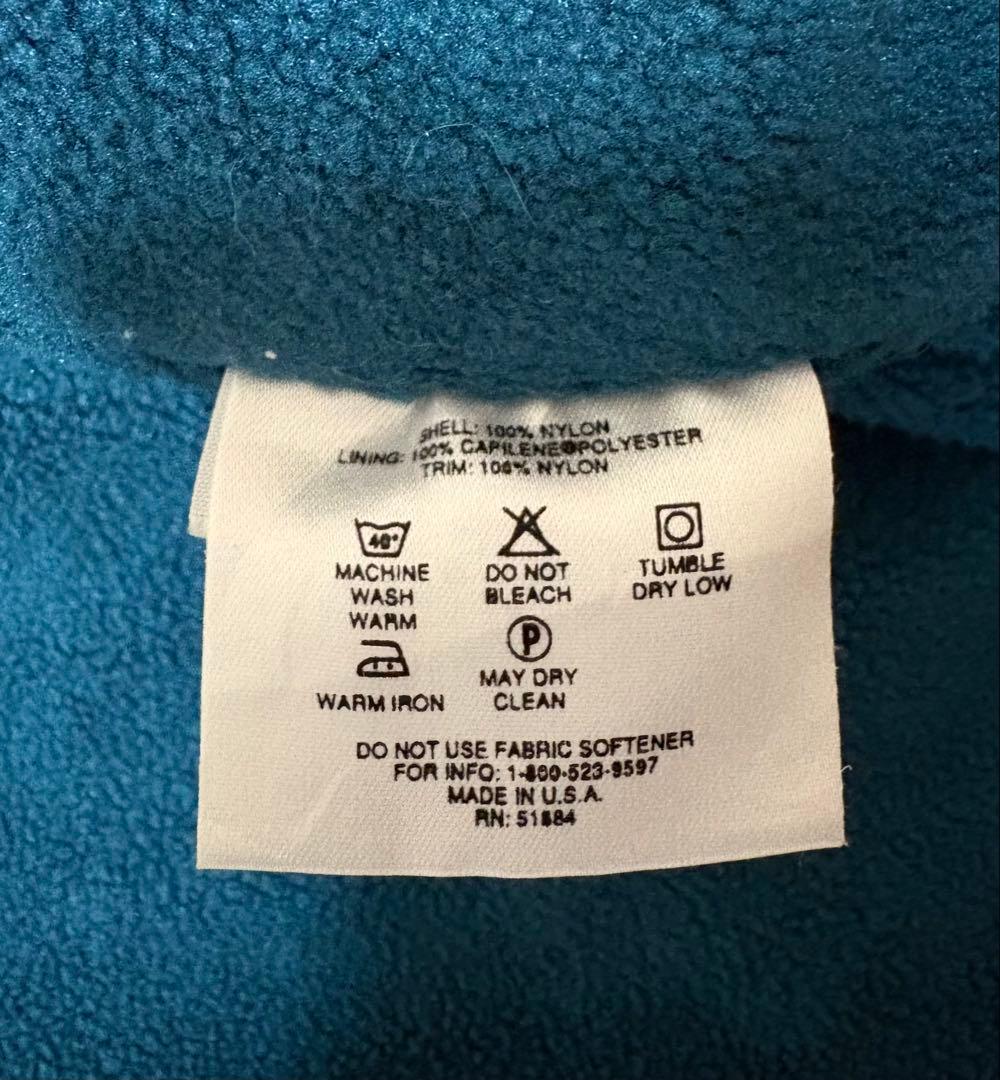 SHELL: 100% NYLON
LINING: 100% CAPILENE®POLYESTER
TRIM: 100% NYLON
40°
MACHINE WASH WARM
DO NOT BLEACH
TUMBLE DRY LOW
WARM IRON
P
MAY DRY CLEAN
DO NOT USE FABRIC SOFTENER
FOR INFO: 1-800-523-9597
MADE IN U.S.A.
RN: 51884